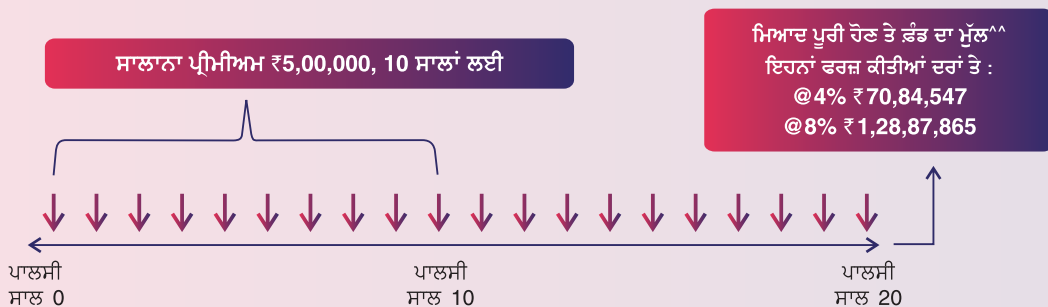 ਸਾਲਾਨਾ ਪ੍ਰੀਮੀਅਮ ₹5,00,000, 10 ਸਾਲਾਂ ਲਈ
ਮਿਆਦ ਪੂਰੀ ਹੋਣ ਤੇ ਫ਼ੰਡ ਦਾ ਮੁੱਲ^^
ਇਹਨਾਂ ਫਰਜ਼ ਕੀਤੀਆਂ ਦਰਾਂ ਤੇ :
@4% ₹70,84,547
@8% ₹1,28,87,865
ਪਾਲਸੀ
ਸਾਲ 0
ਪਾਲਸੀ
ਸਾਲ 10
ਪਾਲਸੀ
ਸਾਲ 20